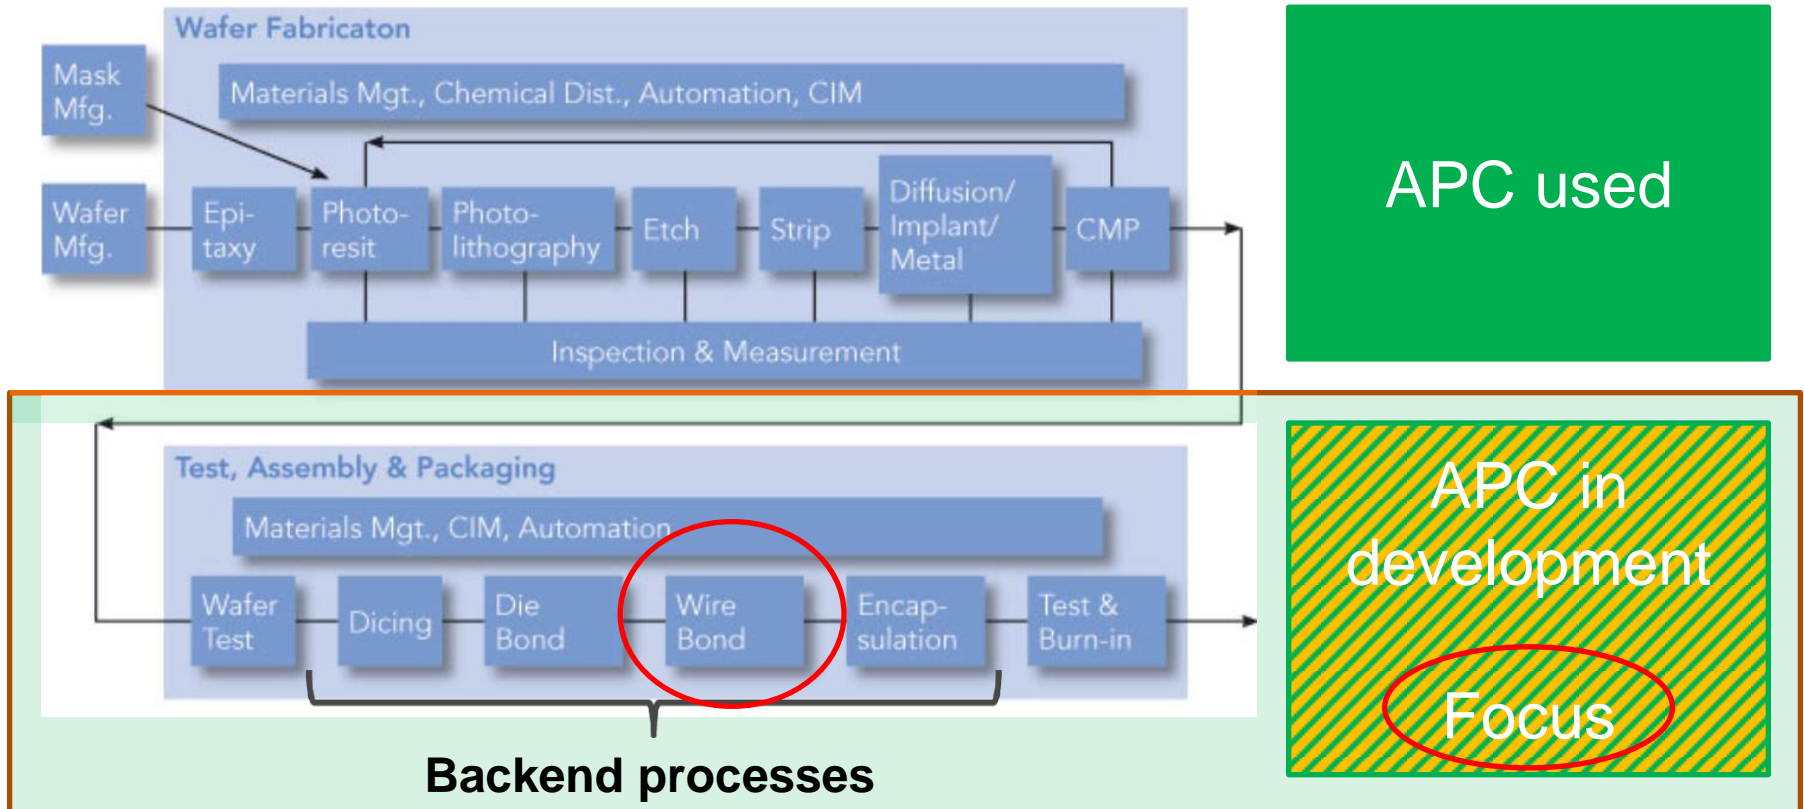 Wafer Fabricaton
Mask
Mfg.
Materials Mgt., Chemical Dist., Automation, CIM
Wafer
Mfg.
Epi-
taxy
Photo-
resit
Photo-
lithography
Etch
Strip
Diffusion/
Implant/
Metal
CMP
Inspection & Measurement
APC used
Test, Assembly & Packaging
Materials Mgt., CIM, Automation
Wafer
Test
Dicing
Die
Bond
Wire
Bond
Encap-
sulation
Test &
Burn-in
Backend processes
APC in
development
Focus